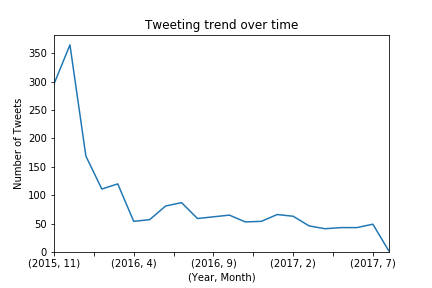 Tweeting trend over time
350
300
250
200
150
100
50
0
Number of Tweets
(2015, 11) (2016, 4) (2016, 9) (2017, 2) (2017, 7)
(Year, Month)